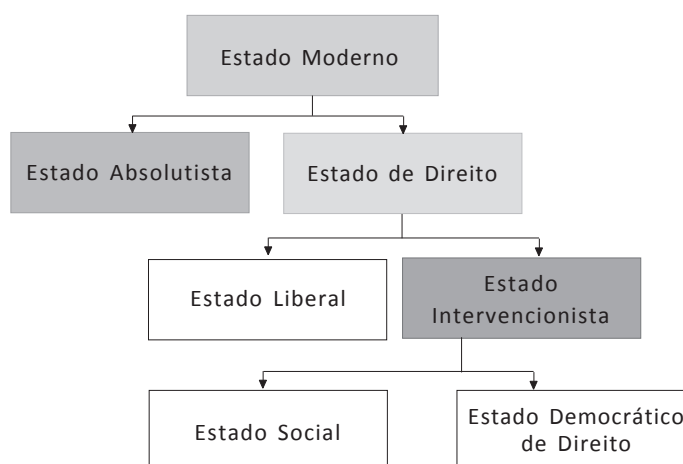 Estado Moderno
Estado Absolutista
Estado de Direito
Estado Liberal
Estado
Intervencionista
Estado Social
Estado Democrático
de Direito